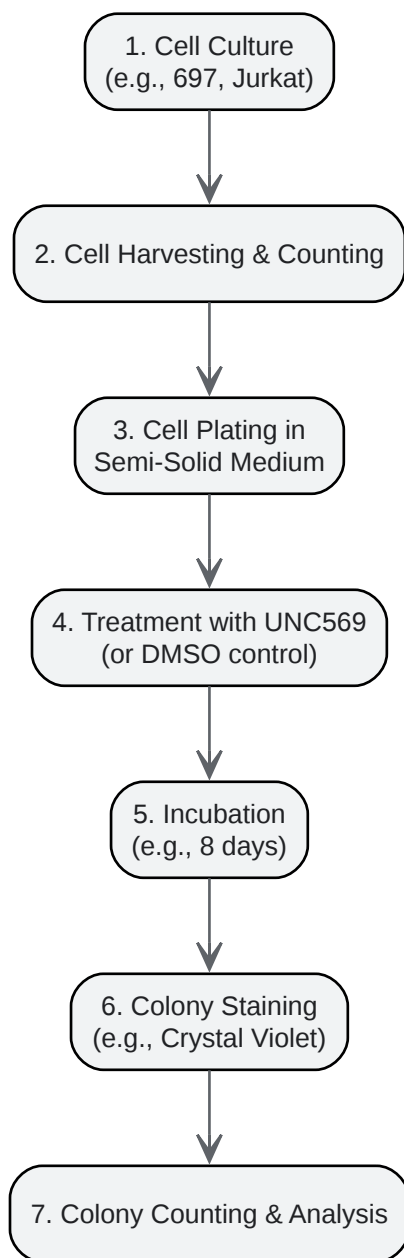 1. Cell Culture
(e.g., 697, Jurkat)
2. Cell Harvesting & Counting
3. Cell Plating in
Semi-Solid Medium
4. Treatment with UNC569
(or DMSO control)
5. Incubation
(e.g., 8 days)
6. Colony Staining
(e.g., Crystal Violet)
7. Colony Counting & Analysis